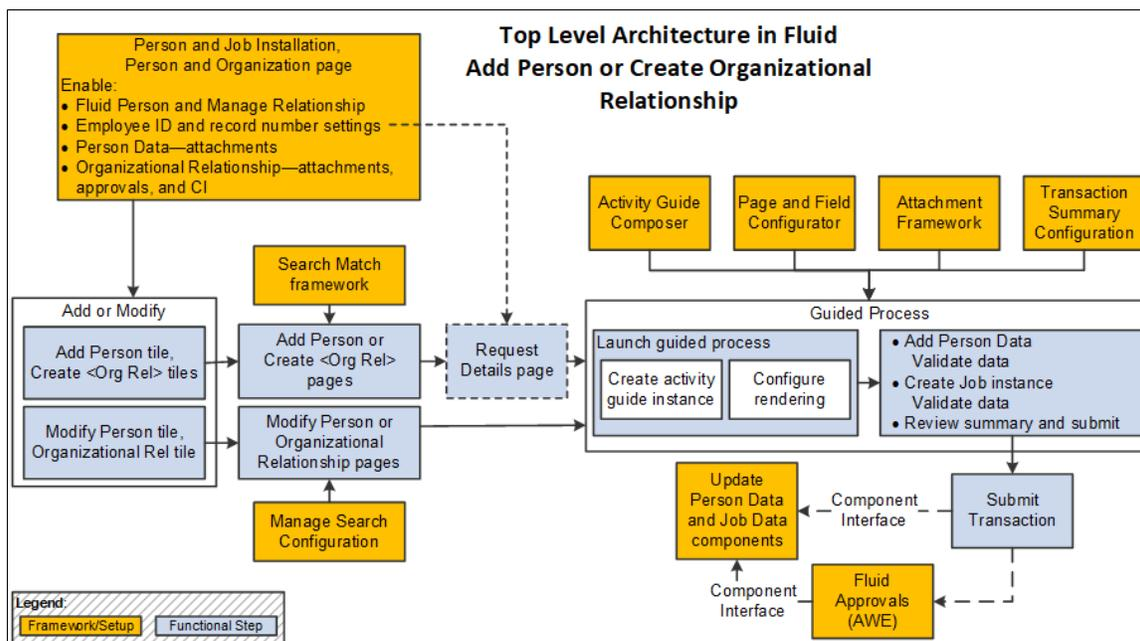 Top Level Architecture in Fluid
Add Person or Create Organizational
Relationship
Person and Job Installation,
Person and Organization page
Enable:
• Fluid Person and Manage Relationship
• Employee ID and record number settings
• Person Data—attachments
• Organizational Relationship—attachments,
approvals, and CI
Activity Guide
Composer
Page and Field
Configurator
Attachment
Framework
Transaction
Summary
Configuration
Search Match
framework
Add or Modify
Add Person tile,
Create <Org Rel> tiles
Modify Person tile,
Organizational Rel tile
Add Person or
Create <Org Rel>
pages
Modify Person or
Organizational
Relationship pages
Manage Search
Configuration
Request
Details page
Guided Process
Launch guided process
Create activity
guide instance
Configure
rendering
• Add Person Data
Validate data
• Create Job instance
Validate data
• Review summary and submit
Update
Person Data
and Job Data
components
Component
Interface
Submit
Transaction
Component
Interface
Fluid
Approvals
(AWE)
Legend:
Framework/Setup
Functional Step